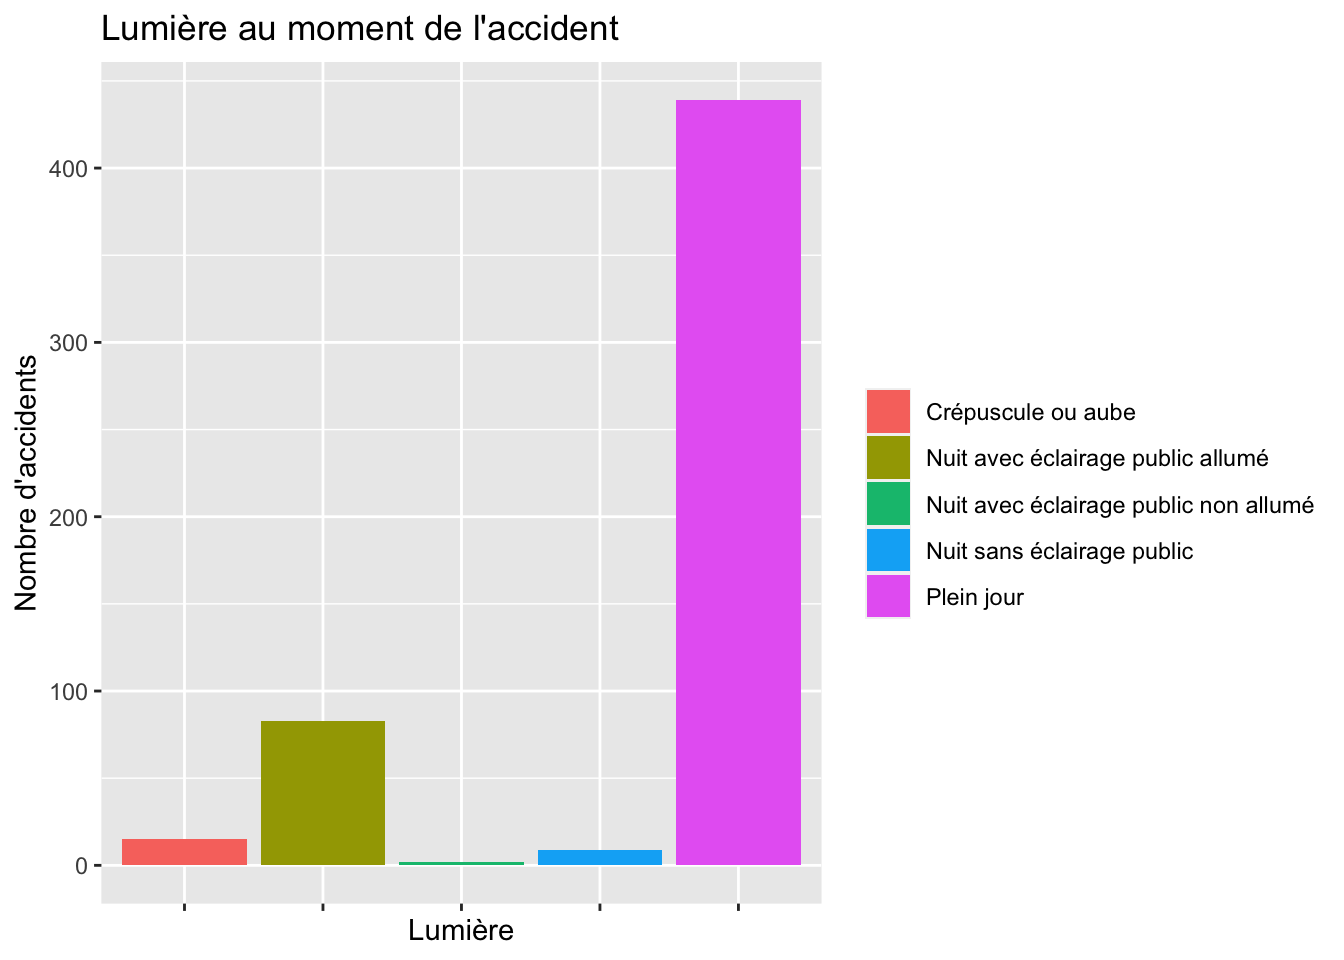 Lumière au moment de l'accident
Nombre d'accidents
400
300
200
100
0
Lumière
Crépuscule ou aube
Nuit avec éclairage public allumé
Nuit avec éclairage public non allumé
Nuit sans éclairage public
Plein jour